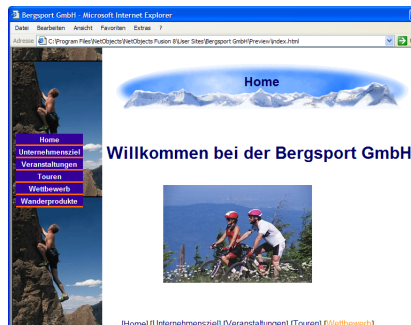 Bergsport GmbH - Microsoft Internet Explorer
Datei Bearbeiten Ansicht Favoriten Extras ?
Adresse C:\Program Files\NetObjects\NetObjects Fusion 8\User Sites\Bergsport GmbH\Preview\index.html
Home
Home
Unternehmensziel
Veranstaltungen
Touren
Wettbewerb
Wanderprodukte
Willkommen bei der Bergsport GmbH
[Home] [Unternehmensziel] [Veranstaltungen] [Touren] [Wettbewerb]